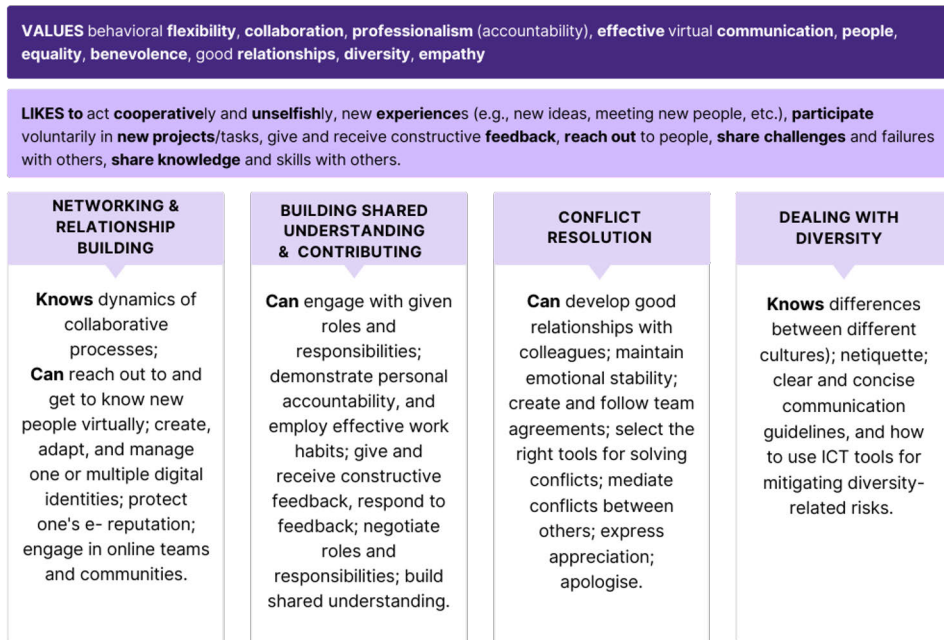 VALUES behavioral flexibility, collaboration, professionalism (accountability), effective virtual communication, people,
equality, benevolence, good relationships, diversity, empathy
LIKES to act cooperatively and unselfishly, new experiences (e.g., new ideas, meeting new people, etc.), participate
voluntarily in new projects/tasks, give and receive constructive feedback, reach out to people, share challenges and failures
with others, share knowledge and skills with others.
NETWORKING &
RELATIONSHIP
BUILDING
Knows dynamics of
collaborative
processes;
Can reach out to and
get to know new
people virtually; create,
adapt, and manage
one or multiple digital
identities; protect
one's e- reputation;
engage in online teams
and communities.
BUILDING SHARED
UNDERSTANDING
& CONTRIBUTING
Can engage with given
roles and
responsibilities;
demonstrate personal
accountability, and
employ effective work
habits; give and
receive constructive
feedback, respond to
feedback; negotiate
roles and
responsibilities; build
shared understanding.
CONFLICT
RESOLUTION
Can develop good
relationships with
colleagues; maintain
emotional stability;
create and follow team
agreements; select the
right tools for solving
conflicts; mediate
conflicts between
others; express
appreciation;
apologise.
DEALING WITH
DIVERSITY
Knows differences
between different
cultures); netiquette;
clear and concise
communication
guidelines, and how
to use ICT tools for
mitigating diversity-
related risks.